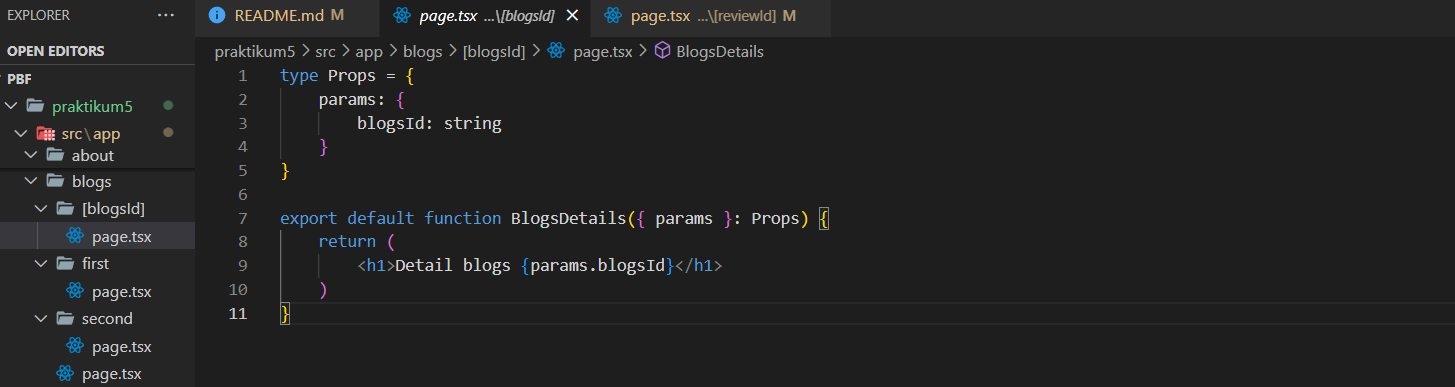 EXPLORER ...
OPEN EDITORS
PBF
praktikum5
src\app
about
blogs
[blogsId]
page.tsx
first
page.tsx
second
page.tsx
page.tsx
README.md M
page.tsx ...\[blogsId]
page.tsx ...\[reviewId] M
praktikum5 > src > app > blogs > [blogsId] > page.tsx > BlogsDetails
1 type Props = {
2     params: {
3         blogsId: string
4     }
5 }
6
7 export default function BlogsDetails({ params }: Props) {
8     return (
9         <h1>Detail blogs {params.blogsId}</h1>
10     )
11 }